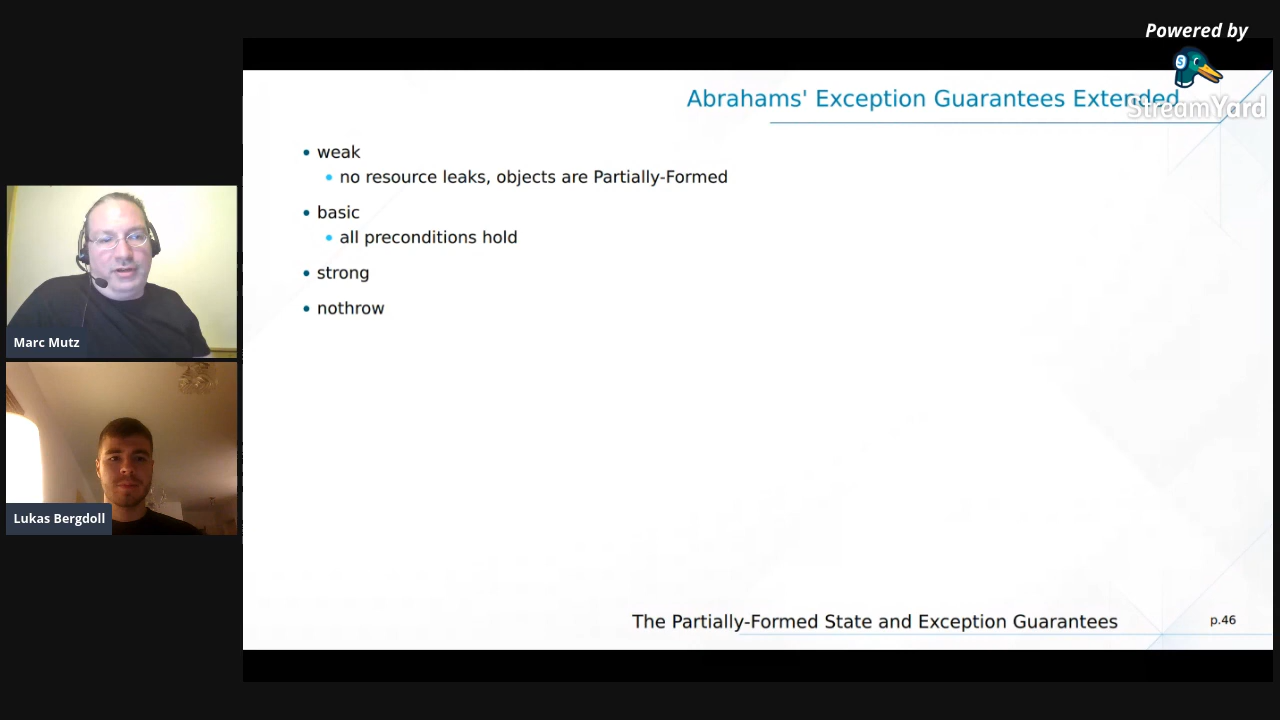 Powered by
S
StreamYard
Abrahams' Exception Guarantees Extended
• weak
• no resource leaks, objects are Partially-Formed
• basic
• all preconditions hold
• strong
• nothrow
Marc Mutz
Lukas Bergdoll
The Partially-Formed State and Exception Guarantees
p.46